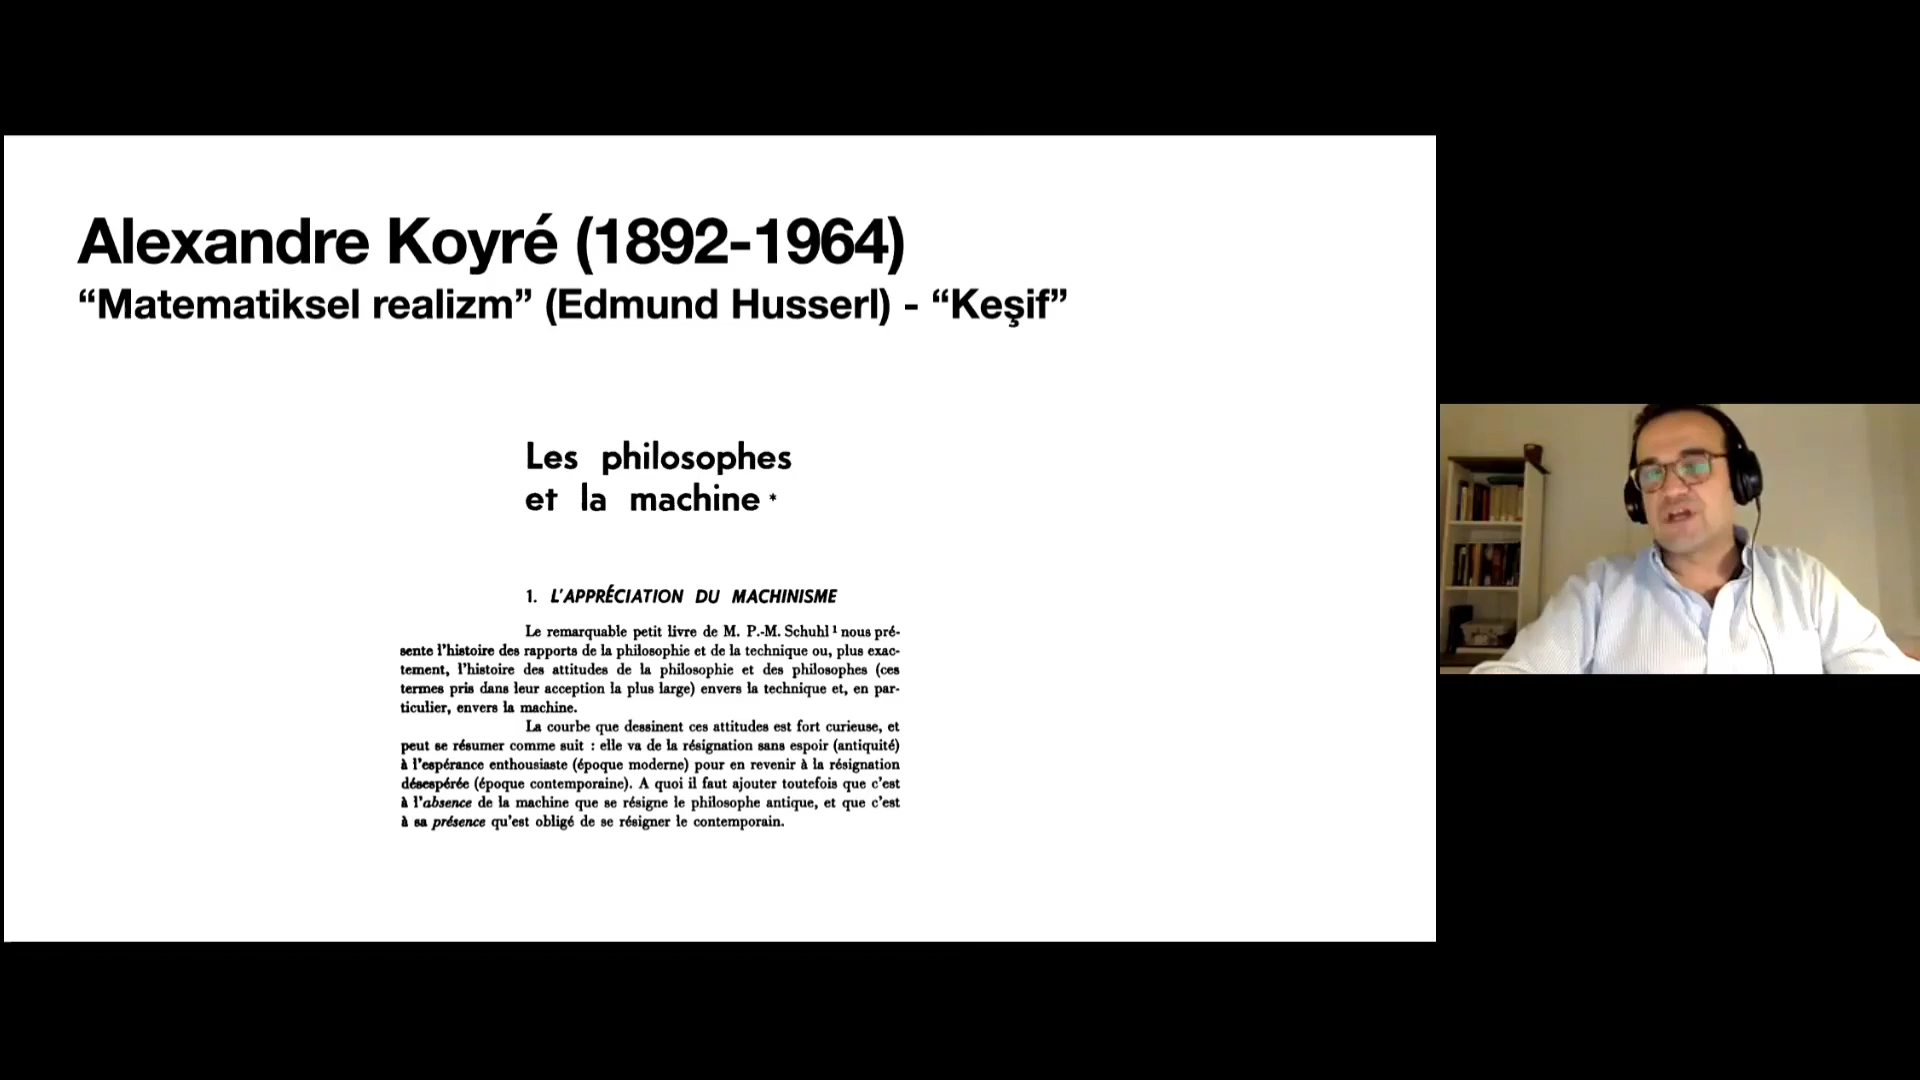 Alexandre Koyré (1892-1964)
“Matematiksel realizm” (Edmund Husserl) - “Keşif”
Les philosophes
et la machine *
1. L'APPRÉCIATION DU MACHINISME
Le remarquable petit livre de M. P.-M. Schuhl ¹ nous pré-
sente l'histoire des rapports de la philosophie et de la technique ou, plus exac-
tement, l'histoire des attitudes de la philosophie et des philosophes (ces
termes pris dans leur acception la plus large) envers la technique et, en par-
ticulier, envers la machine.
La courbe que dessinent ces attitudes est fort curieuse, et
peut se résumer comme suit : elle va de la résignation sans espoir (antiquité)
à l'espérance enthousiaste (époque moderne) pour en revenir à la résignation
désespérée (époque contemporaine). A quoi il faut ajouter toutefois que c'est
à l'absence de la machine que se résigne le philosophe antique, et que c'est
à sa présence qu'est obligé de se résigner le contemporain.